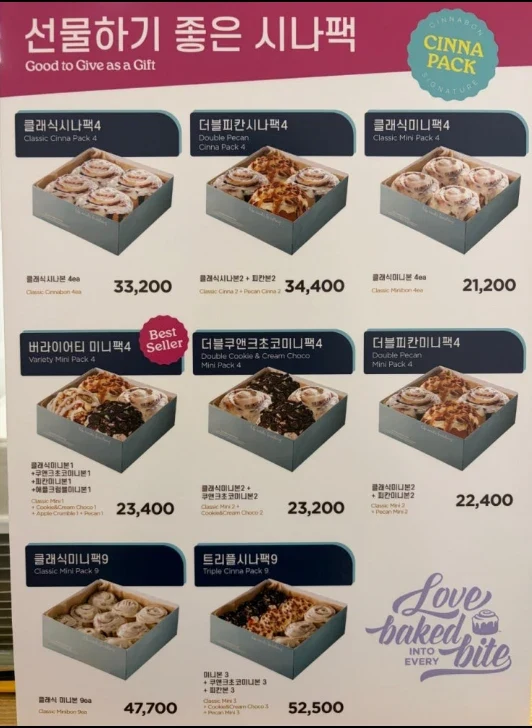 선물하기 좋은 시나팩
Good to Give as a Gift
CINNABON
CINNA
PACK
SIGNATURE
클래식시나팩4
Classic Cinna Pack 4
클래식시나본 4ea
Classic Cinnabon 4ea
33,200
더블피칸시나팩4
Double Pecan
Cinna Pack 4
클래식시나본2 + 피칸본2
Classic Cinna 2 + Pecan Cinna 2
34,400
클래식미니팩4
Classic Mini Pack 4
클래식미니본 4ea
Classic Minibon 4ea
21,200
버라이어티 미니팩4
Variety Mini Pack 4
Best
Seller
클래식미니본1
+쿠앤크초코미니본1
+피칸미니본1
+애플크럼블미니본1
Classic Mini 1
+ Cookie&Cream Choco 1
+ Apple Crumble 1 + Pecan 1
23,400
더블쿠앤크초코미니팩4
Double Cookie & Cream Choco
Mini Pack 4
클래식미니본2 +
쿠앤크초코미니본2
Classic Mini 2 +
Cookie&Cream Choco 2
23,200
더블피칸미니팩4
Double Pecan
Mini Pack 4
클래식미니본2
+ 피칸미니본2
Classic Mini 2
+ Pecan Mini 2
22,400
클래식미니팩9
Classic Mini Pack 9
클래식 미니본 9ea
Classic Minibon 9ea
47,700
트리플시나팩9
Triple Cinna Pack 9
미니본 3
+ 쿠앤크초코미니본 3
+ 피칸본 3
Classic Mini 3
+ Cookie&Cream Choco 3
+ Pecan Mini 3
52,500
Love
baked
INTO
EVERY
bite